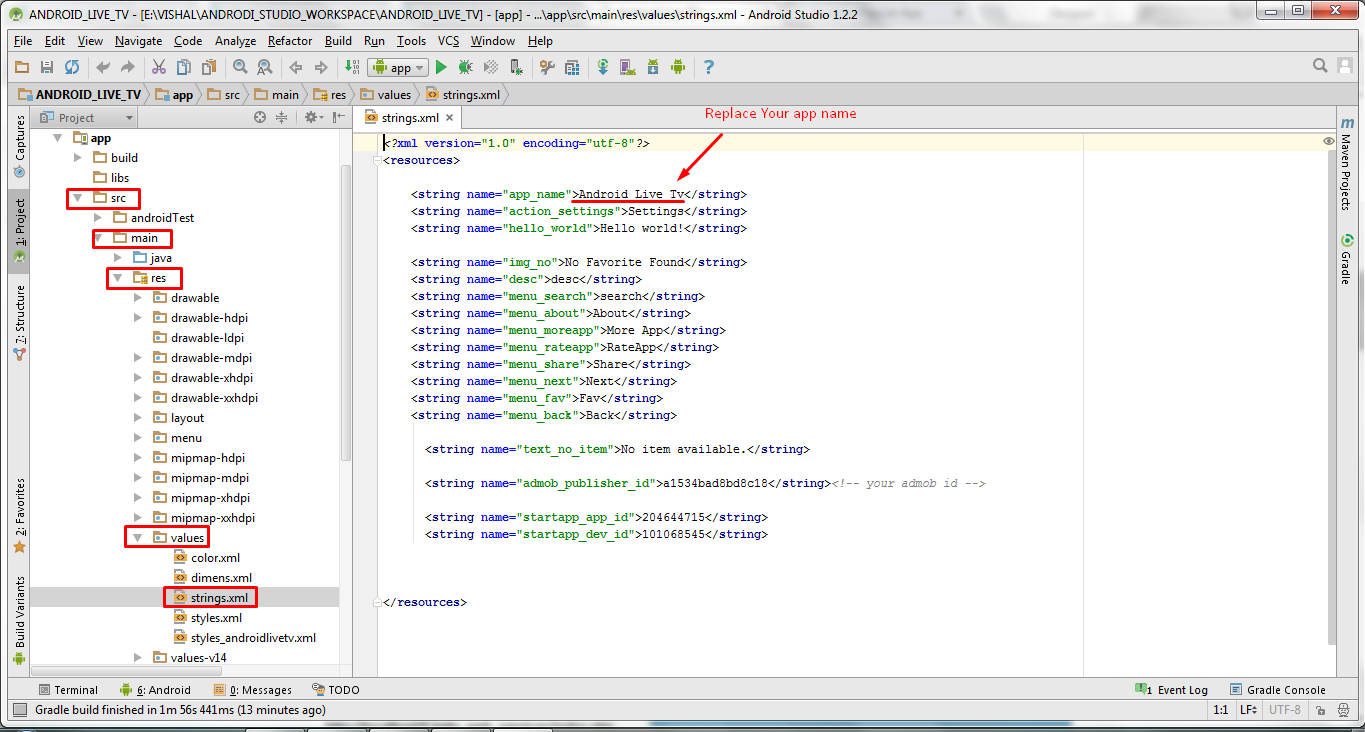 ANDROID_LIVE_TV - [E:\VISHAL\ANDRODI_STUDIO_WORKSPACE\ANDROID_LIVE_TV] - [app] - ...\app\src\main\res\values\strings.xml - Android Studio 1.2.2
File Edit View Navigate Code Analyze Refactor Build Run Tools VCS Window Help
app
ANDROID_LIVE_TV app src main res values strings.xml
Captures
1: Project
7: Structure
2: Favorites
Build Variants
Project
app
build
libs
src
androidTest
main
java
res
drawable
drawable-hdpi
drawable-ldpi
drawable-mdpi
drawable-xhdpi
drawable-xxhdpi
layout
menu
mipmap-hdpi
mipmap-mdpi
mipmap-xhdpi
mipmap-xxhdpi
values
color.xml
dimens.xml
strings.xml
styles.xml
styles_androidlivetv.xml
values-v14
strings.xml
Replace Your app name
<?xml version="1.0" encoding="utf-8"?>
<resources>
<string name="app_name">Android Live Tv</string>
<string name="action_settings">Settings</string>
<string name="hello_world">Hello world!</string>
<string name="img_no">No Favorite Found</string>
<string name="desc">desc</string>
<string name="menu_search">search</string>
<string name="menu_about">About</string>
<string name="menu_moreapp">More App</string>
<string name="menu_rateapp">RateApp</string>
<string name="menu_share">Share</string>
<string name="menu_next">Next</string>
<string name="menu_fav">Fav</string>
<string name="menu_back">Back</string>
<string name="text_no_item">No item available.</string>
<string name="admob_publisher_id">a1534bad8bd8c18</string><!-- your admob id -->
<string name="startapp_app_id">204644715</string>
<string name="startapp_dev_id">101068545</string>
</resources>
m Maven Projects
Gradle
Terminal 6: Android 0: Messages TODO 1 Event Log Gradle Console
Gradle build finished in 1m 56s 441ms (13 minutes ago) 1:1 LF UTF-8